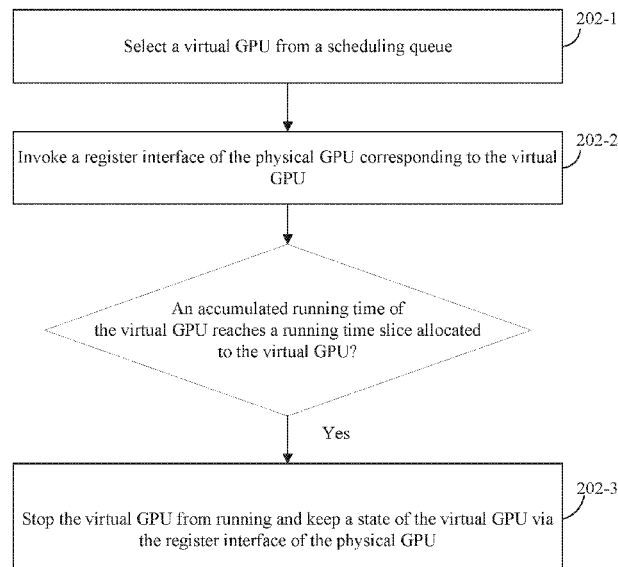 202-1
Select a virtual GPU from a scheduling queue
202-2
Invoke a register interface of the physical GPU corresponding to the virtual
GPU
An accumulated running time of
the virtual GPU reaches a running time slice allocated
to the virtual GPU?
Yes
202-3
Stop the virtual GPU from running and keep a state of the virtual GPU via
the register interface of the physical GPU